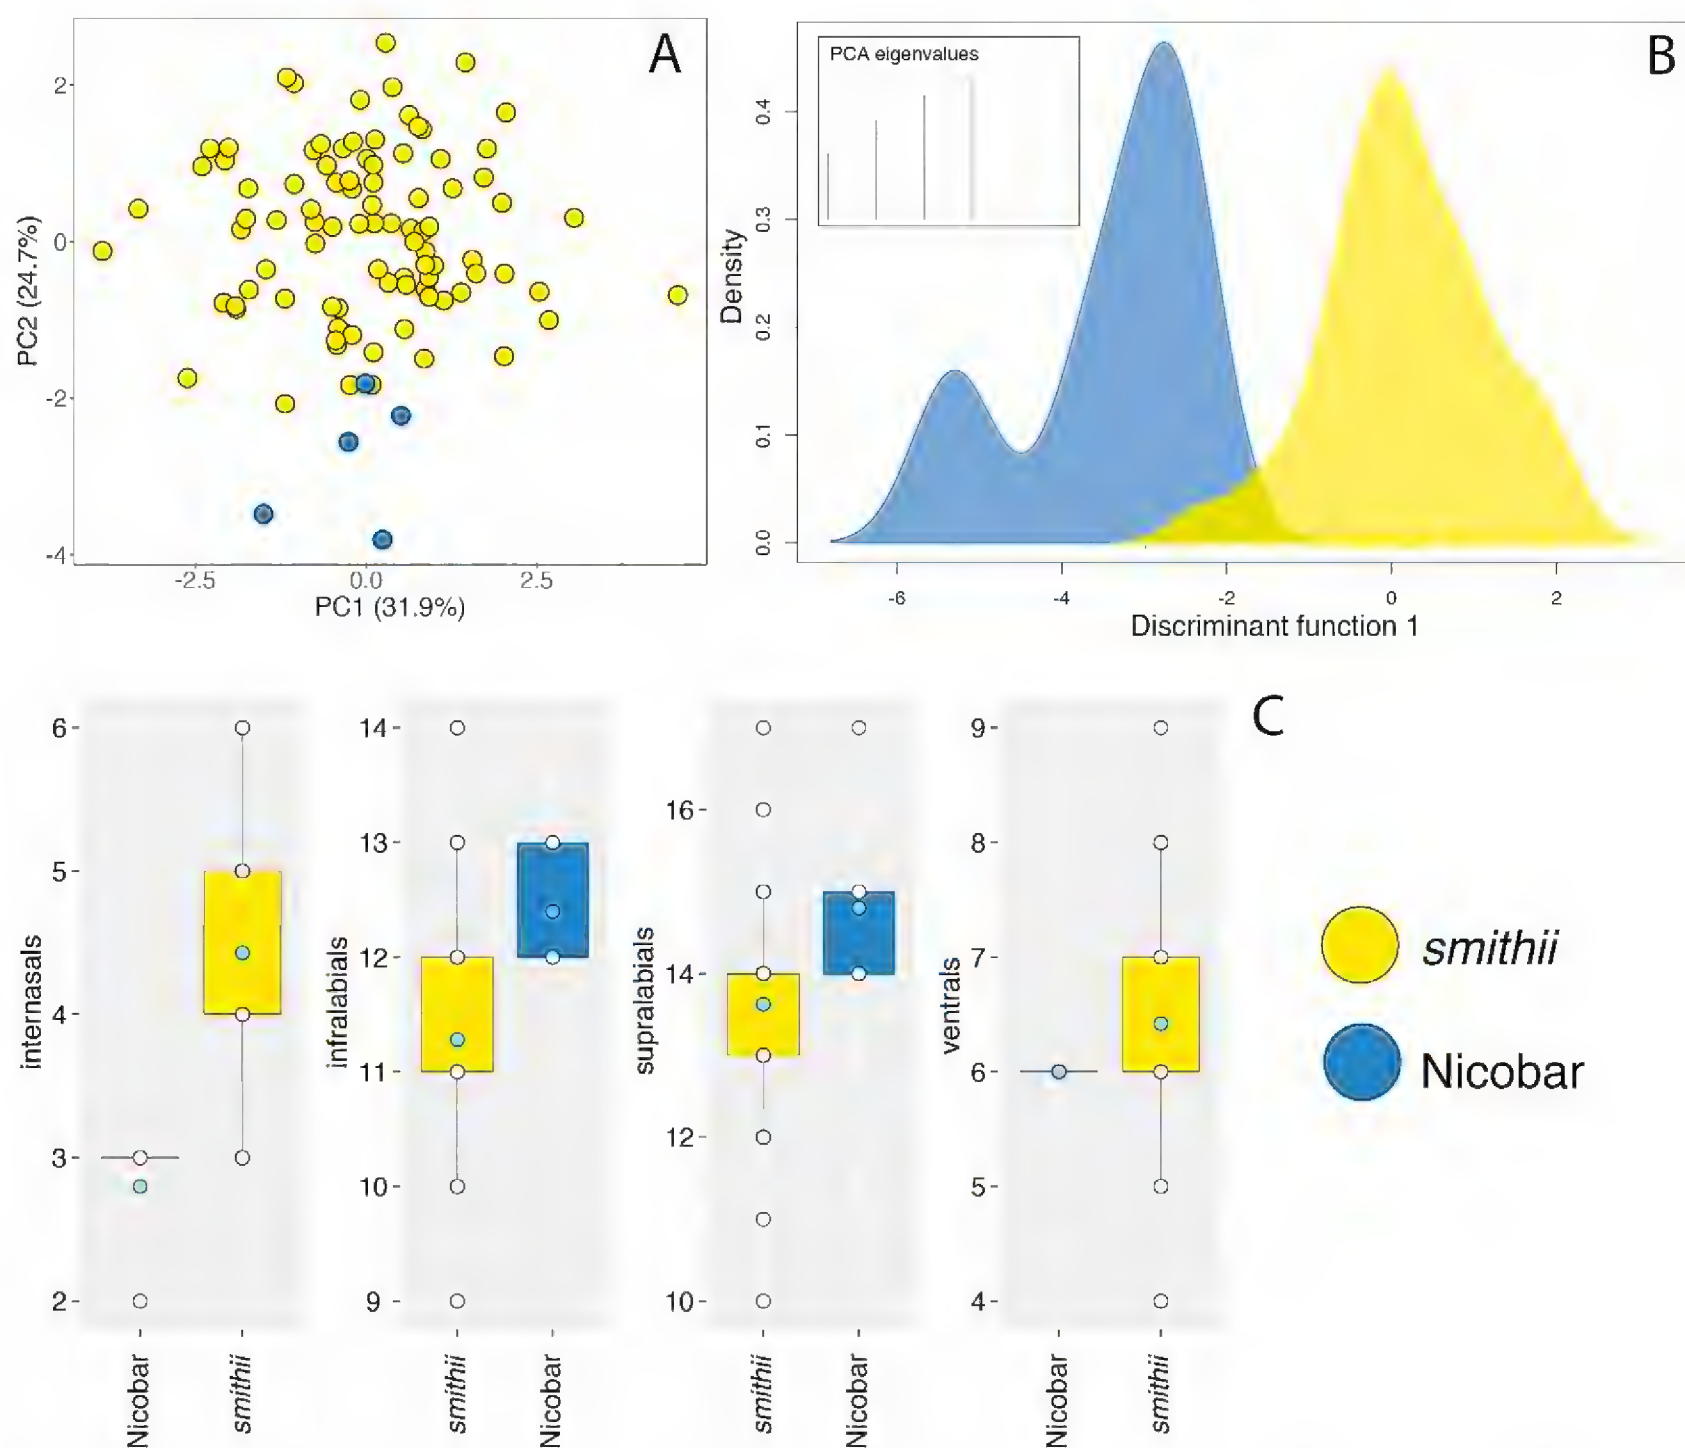 A
2
0
-2
-4
PC2 (24.7%)
-2.5 0.0 2.5
PC1 (31.9%)
B
PCA eigenvalues
0.4
0.3
0.2
0.1
0.0
Density
-6 -4 -2 0 2
Discriminant function 1
C
6
5
4
3
2
internasals
Nicobar
smithii
14
13
12
11
10
9
infralabials
smithii
Nicobar
16
14
12
10
supralabials
smithii
Nicobar
9
8
7
6
5
4
ventrals
Nicobar
smithii
smithii
Nicobar